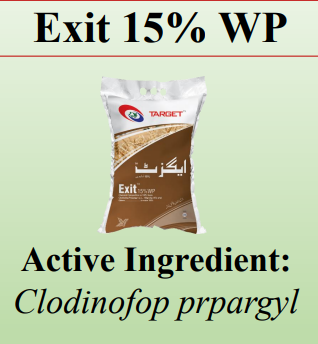 Exit 15% WP
TARGET
ایگزٹ
Exit 15% WP
Active Ingredient:
Clodinofop prpargyl